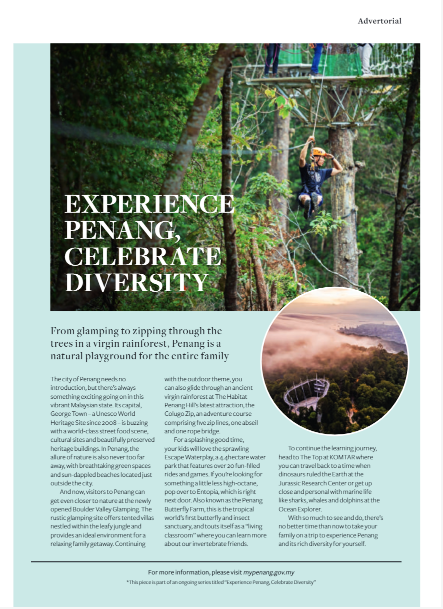 Advertorial
EXPERIENCE
PENANG,
CELEBRATE
DIVERSITY
From glamping to zipping through the
trees in a virgin rainforest, Penang is a
natural playground for the entire family
The city of Penang needs no
introduction, but there's always
something exciting going on in this
vibrant Malaysian state. Its capital,
George Town – a Unesco World
Heritage Site since 2008 – is buzzing
with a world-class street food scene,
cultural sites and beautifully preserved
heritage buildings. In Penang, the
allure of nature is also never too far
away, with breathtaking green spaces
and sun-dappled beaches located just
outside the city.
And now, visitors to Penang can
get even closer to nature at the newly
opened Boulder Valley Glamping. The
rustic glamping site offers tented villas
nestled within the leafy jungle and
provides an ideal environment for a
relaxing family getaway. Continuing
with the outdoor theme, you
can also glide through an ancient
virgin rainforest at The Habitat
Penang Hill's latest attraction, the
Colugo Zip, an adventure course
comprising five zip lines, one abseil
and one rope bridge.
For a splashing good time,
your kids will love the sprawling
Escape Waterplay, a 4.4hectare water
park that features over 20 fun-filled
rides and games. If you're looking for
something a little less high-octane,
pop over to Entopia, which is right
next door. Also known as the Penang
Butterfly Farm, this is the tropical
world's first butterfly and insect
sanctuary, and touts itself as a "living
classroom" where you can learn more
about our invertebrate friends.
To continue the learning journey,
head to The Top at KOMTAR where
you can travel back to a time when
dinosaurs ruled the Earth at the
Jurassic Research Center or get up
close and personal with marine life
like sharks, whales and dolphins at the
Ocean Explorer.
With so much to see and do, there's
no better time than now to take your
family on a trip to experience Penang
and its rich diversity for yourself.
For more information, please visit mypenang.gov.my
*This piece is part of an ongoing series titled "Experience Penang, Celebrate Diversity"